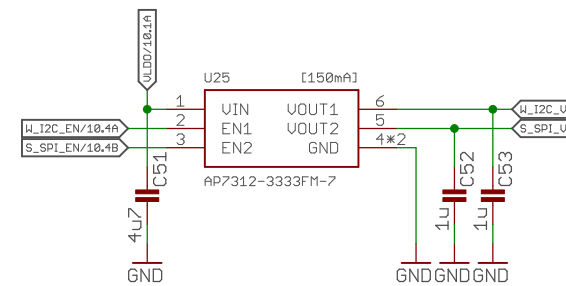 VLDO/10.1A
U25
[150mA]
1 VIN VOUT1 6
2 EN1 VOUT2 5
3 EN2 GND 4*2
W_I2C_V
W_I2C_EN/10.4A
S_SPI_V
S_SPI_EN/10.4B
AP7312-3333FM-7
C51
4u7
C52
1u
C53
1u
GND
GND
GND
GND